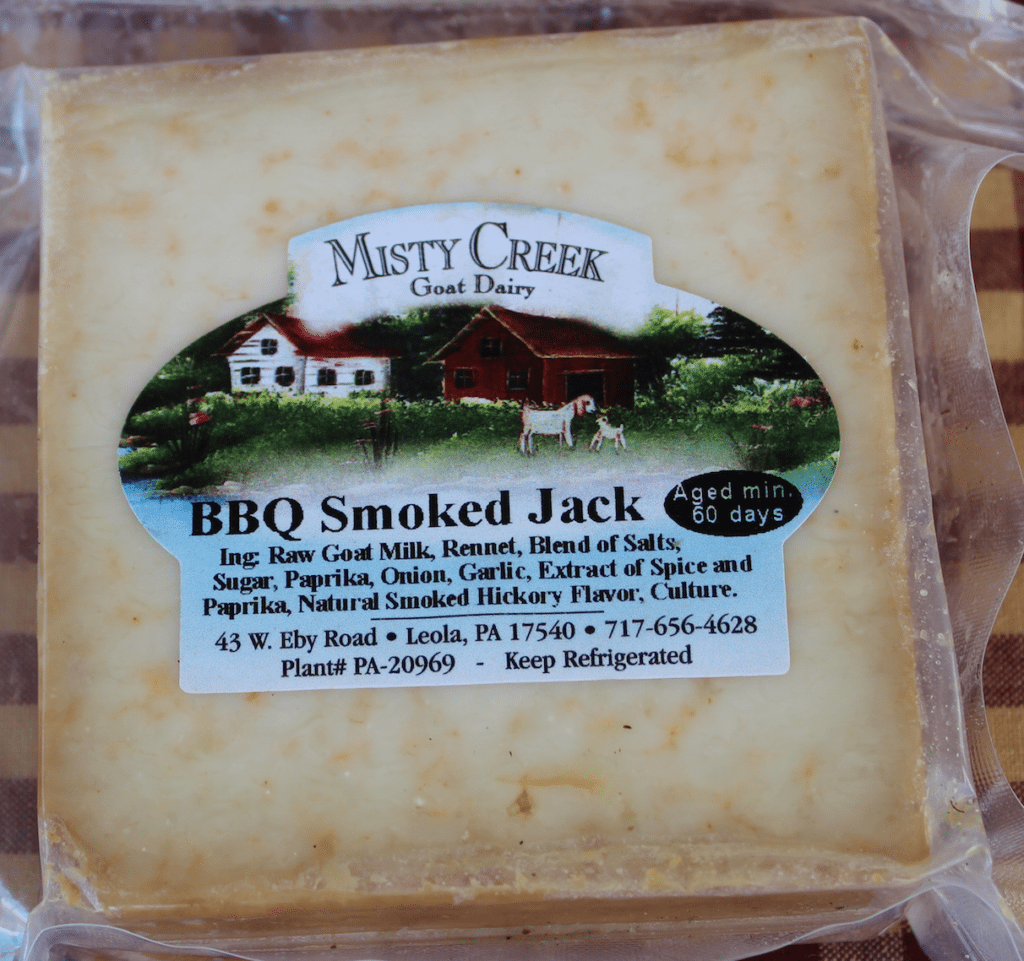 MISTY CREEK
Goat Dairy
BBQ Smoked Jack
Aged min.
60 days
Ing: Raw Goat Milk, Rennet, Blend of Salts,
Sugar, Paprika, Onion, Garlic, Extract of Spice and
Paprika, Natural Smoked Hickory Flavor, Culture.
43 W. Eby Road • Leola, PA 17540 • 717-656-4628
Plant# PA-20969 - Keep Refrigerated